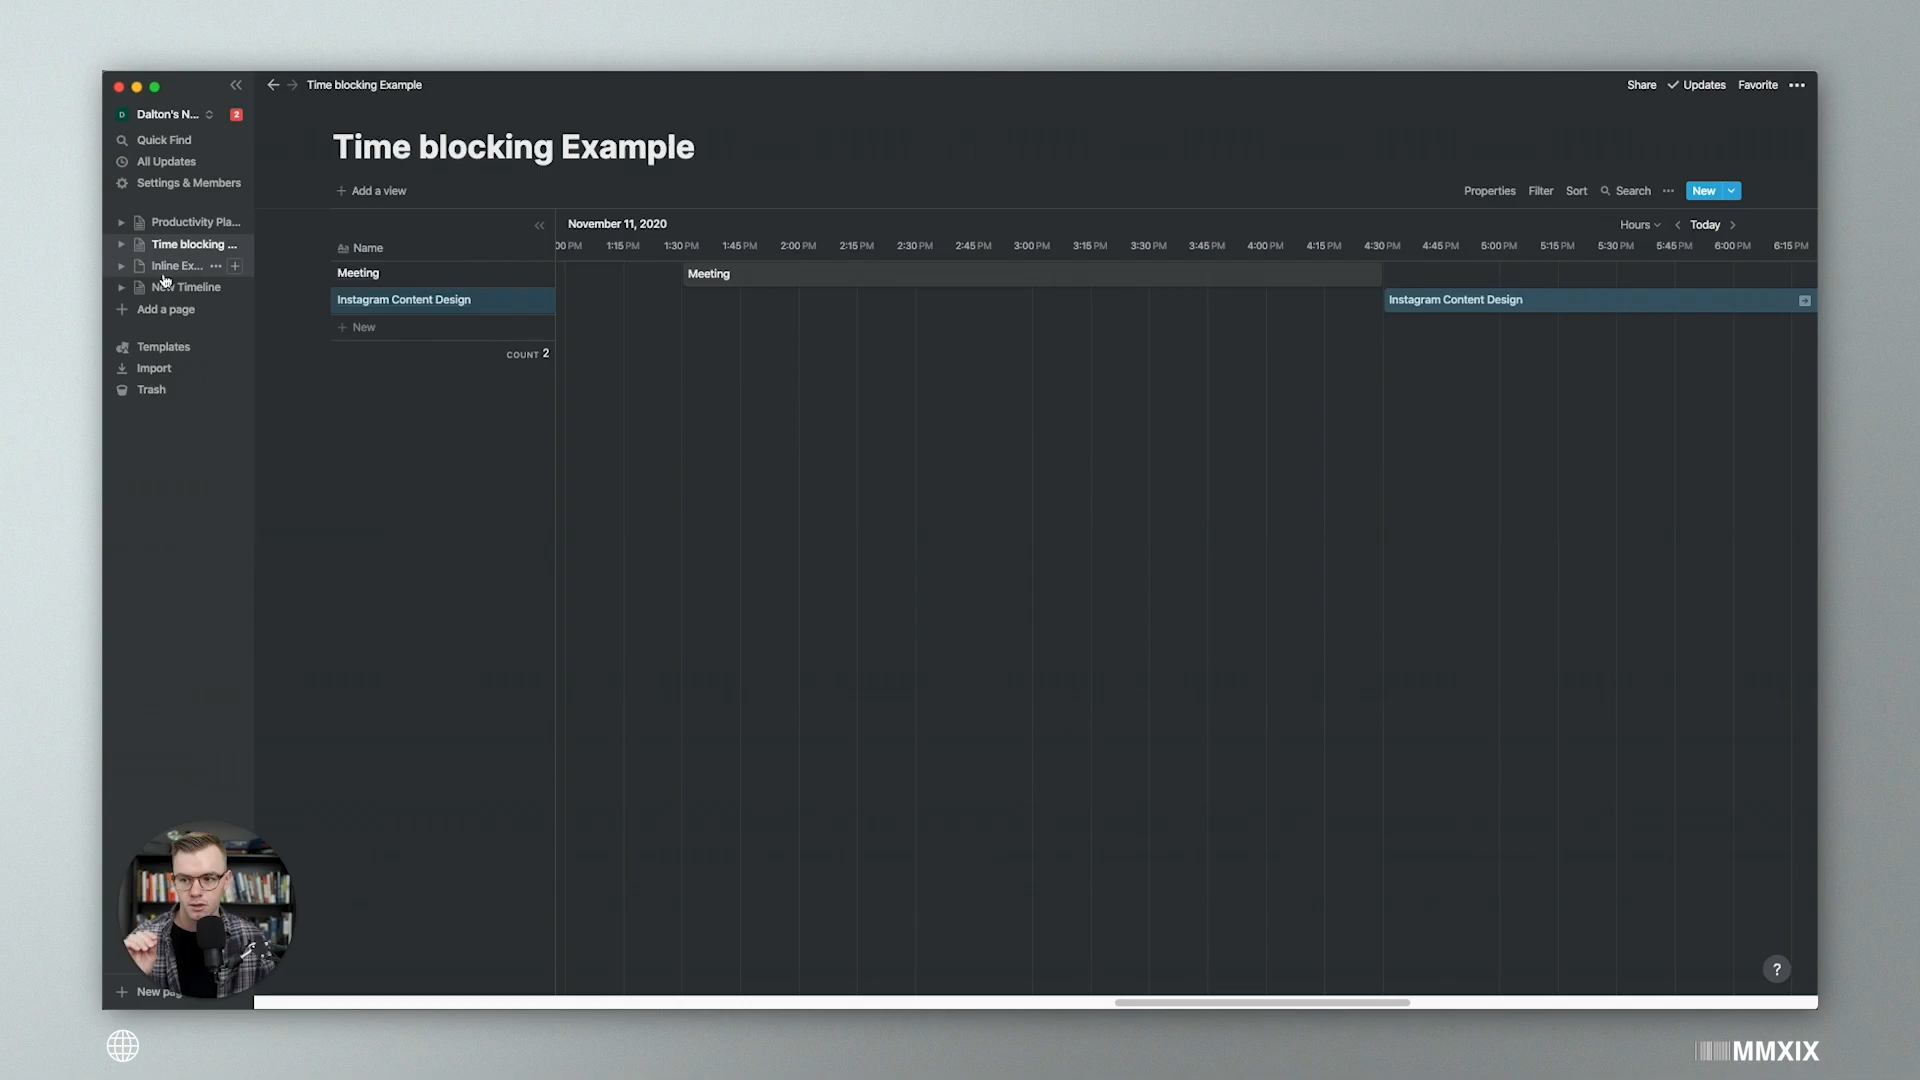 Time blocking Example
Share
Updates
Favorite
D
Dalton's N...
2
Quick Find
All Updates
Settings & Members
Productivity Pla...
Time blocking ...
Inline Ex...
New Timeline
Add a page
Templates
Import
Trash
New
Time blocking Example
Add a view
Properties
Filter
Sort
Search
New
November 11, 2020
Hours
Today
Aa Name
00 PM 1:15 PM 1:30 PM 1:45 PM 2:00 PM 2:15 PM 2:30 PM 2:45 PM 3:00 PM 3:15 PM 3:30 PM 3:45 PM 4:00 PM 4:15 PM 4:30 PM 4:45 PM 5:00 PM 5:15 PM 5:30 PM 5:45 PM 6:00 PM 6:15 PM
Meeting
Meeting
Instagram Content Design
Instagram Content Design
New
COUNT 2
?
MMXIX